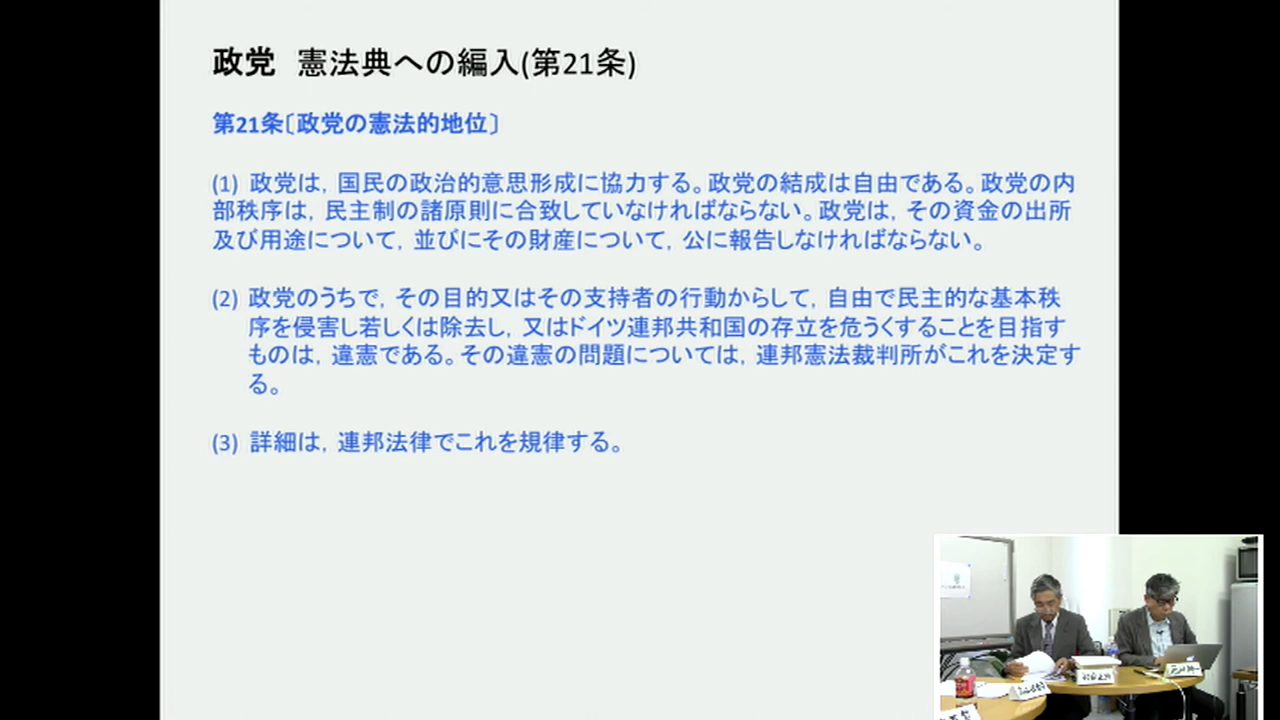 政党 憲法典への編入(第21条)
第21条〔政党の憲法的地位〕
(1) 政党は，国民の政治的意思形成に協力する。政党の結成は自由である。政党の内
部秩序は，民主制の諸原則に合致していなければならない。政党は，その資金の出所
及び用途について，並びにその財産について，公に報告しなければならない。
(2) 政党のうちで，その目的又はその支持者の行動からして，自由で民主的な基本秩
序を侵害し若しくは除去し，又はドイツ連邦共和国の存立を危うくすることを目指す
ものは，違憲である。その違憲の問題については，連邦憲法裁判所がこれを決定す
る。
(3) 詳細は，連邦法律でこれを規律する。